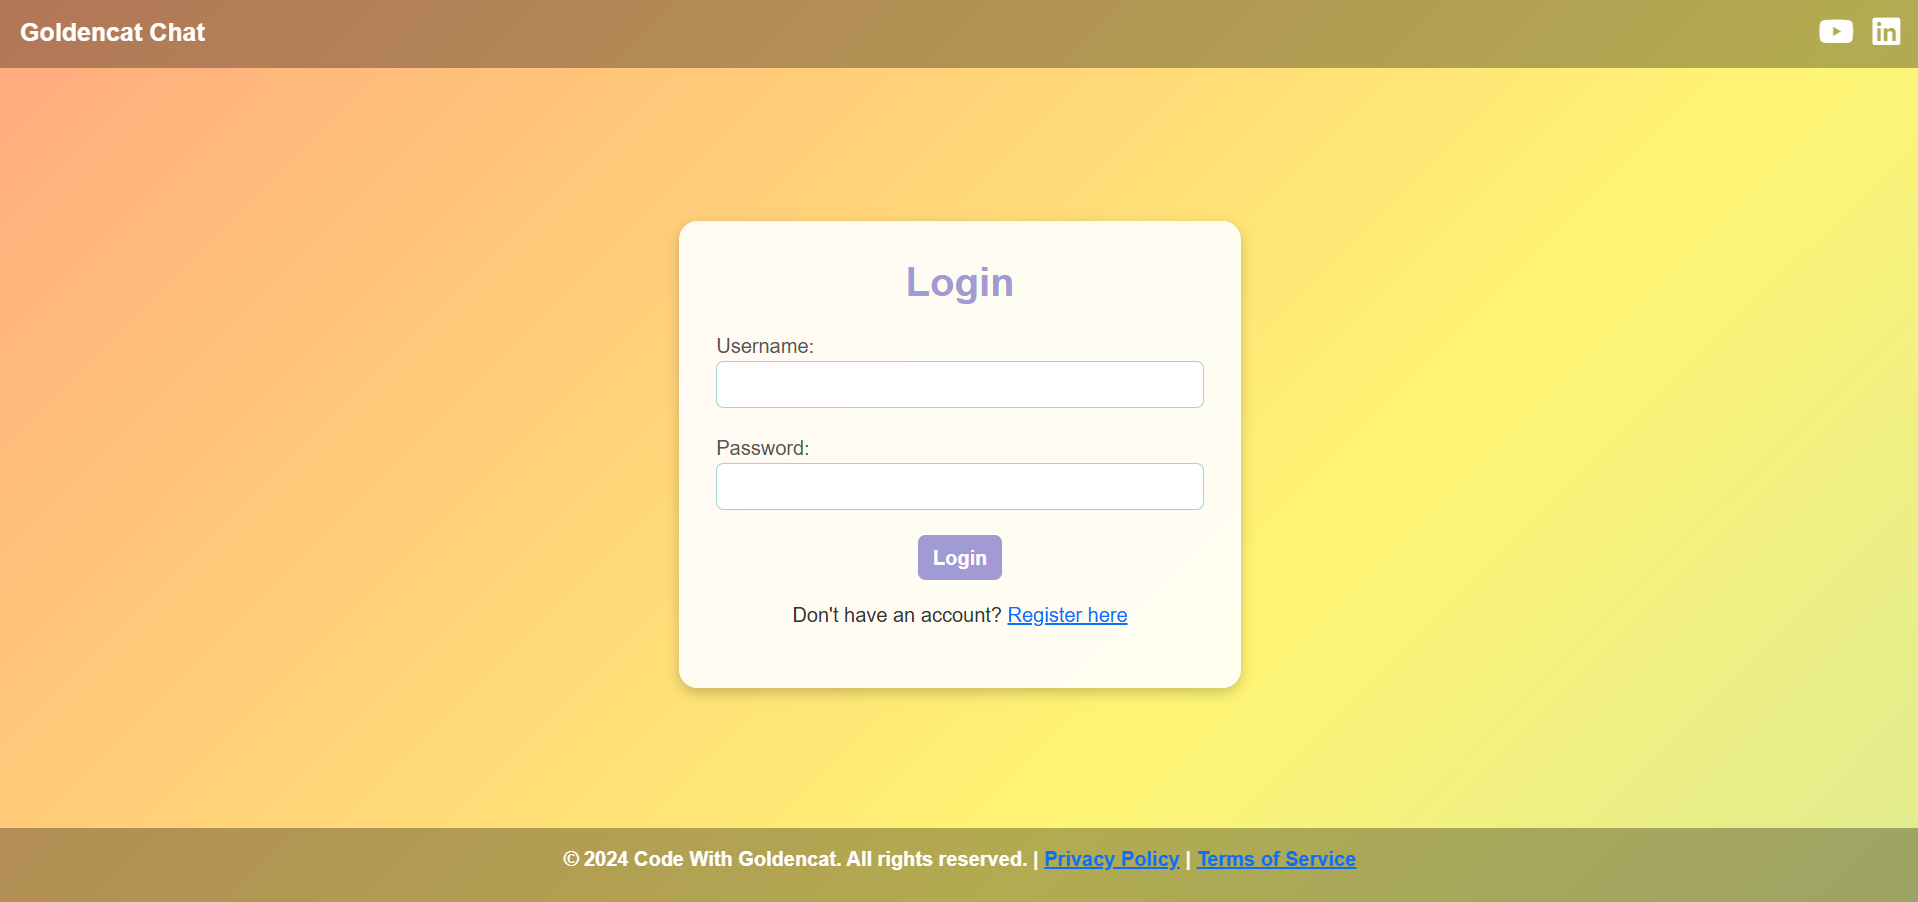 Goldencat Chat
Login
Username:
Password:
Login
Don't have an account? Register here
© 2024 Code With Goldencat. All rights reserved. | Privacy Policy | Terms of Service